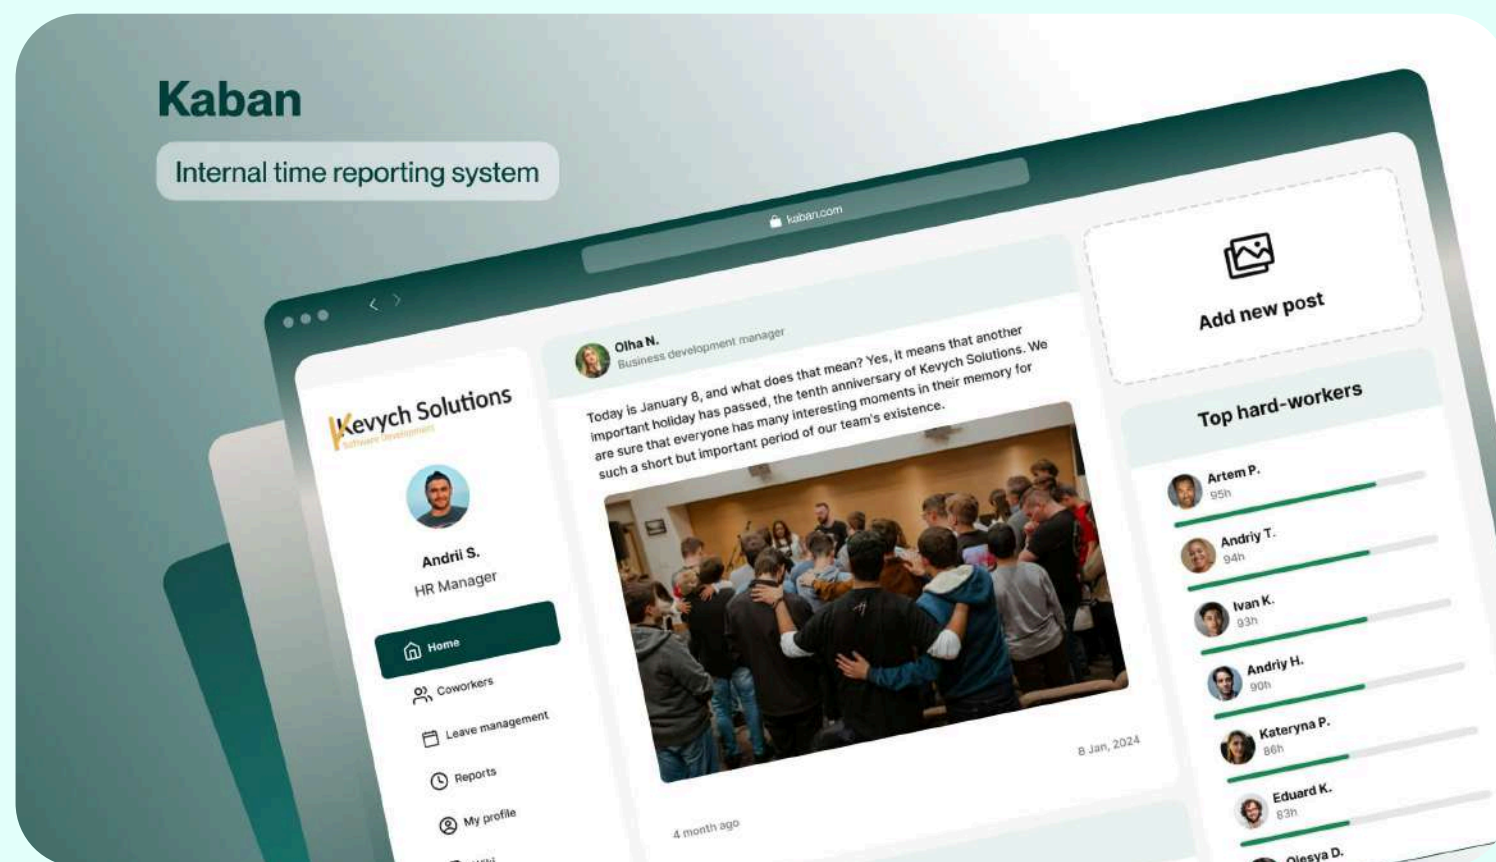 Kaban
Internal time reporting system
kaban.com
Kevych Solutions
Software Development
Andrii S.
HR Manager
Home
Coworkers
Leave management
Reports
My profile
Olha N.
Business development manager
Today is January 8, and what does that mean? Yes, it means that another
important holiday has passed, the tenth anniversary of Kevych Solutions. We
are sure that everyone has many interesting moments in their memory for
such a short but important period of our team's existence.
8 Jan, 2024
4 month ago
Add new post
Top hard-workers
Artem P.
95h
Andriy T.
94h
Ivan K.
93h
Andriy H.
90h
Kateryna P.
86h
Eduard K.
83h
Olesya D.